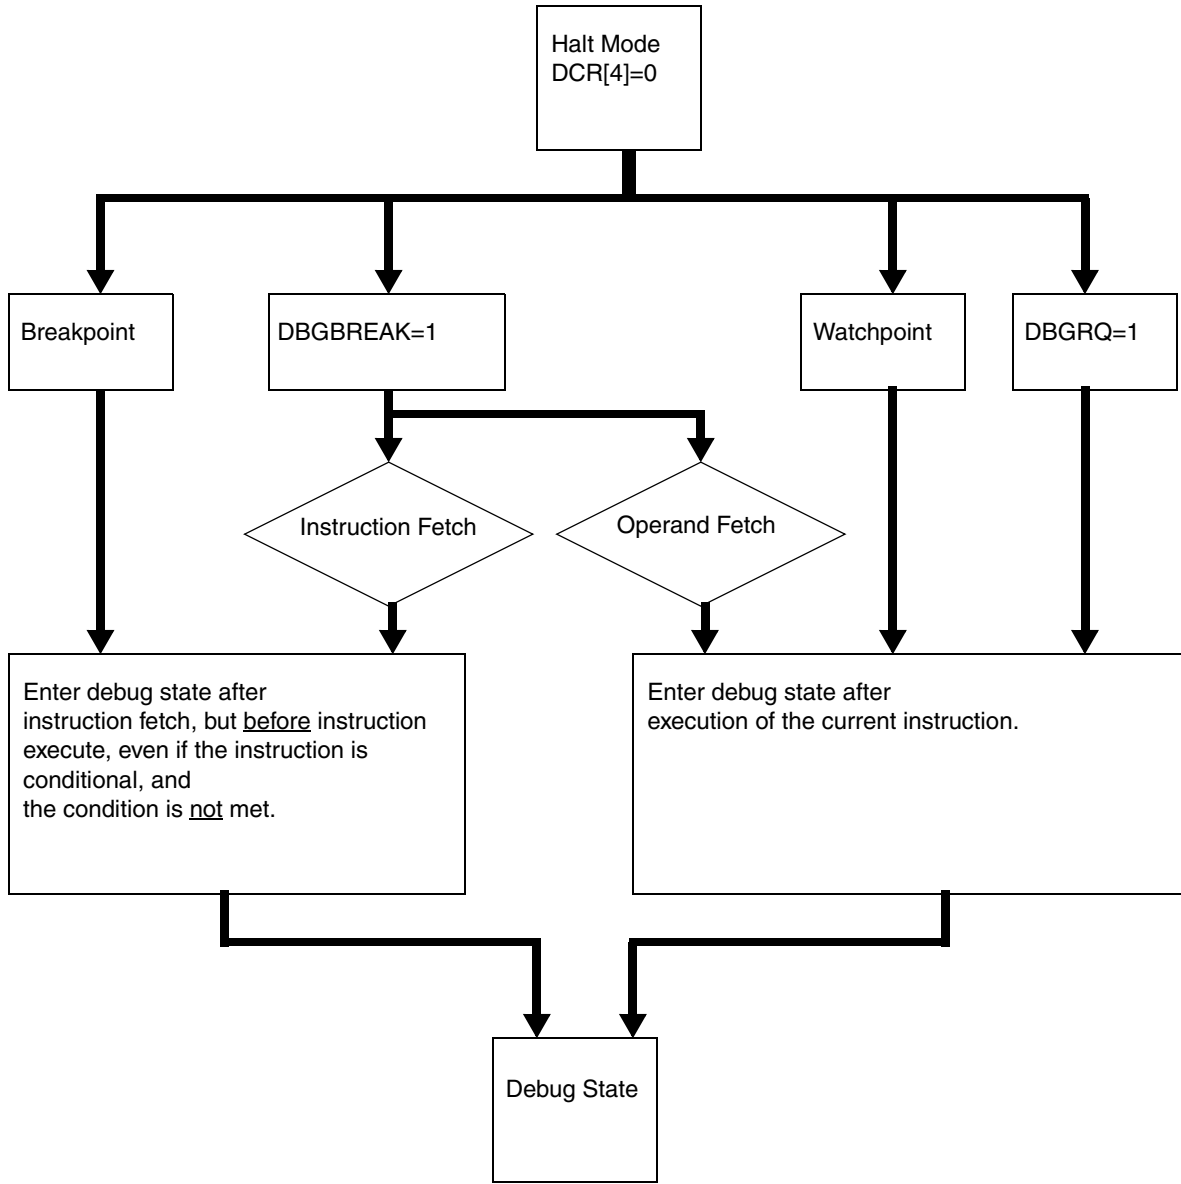 Halt Mode
DCR[4]=0
Breakpoint
DBGBREAK=1
Watchpoint
DBGRQ=1
Instruction Fetch
Operand Fetch
Enter debug state after
instruction fetch, but before instruction
execute, even if the instruction is
conditional, and
the condition is not met.
Enter debug state after
execution of the current instruction.
Debug State